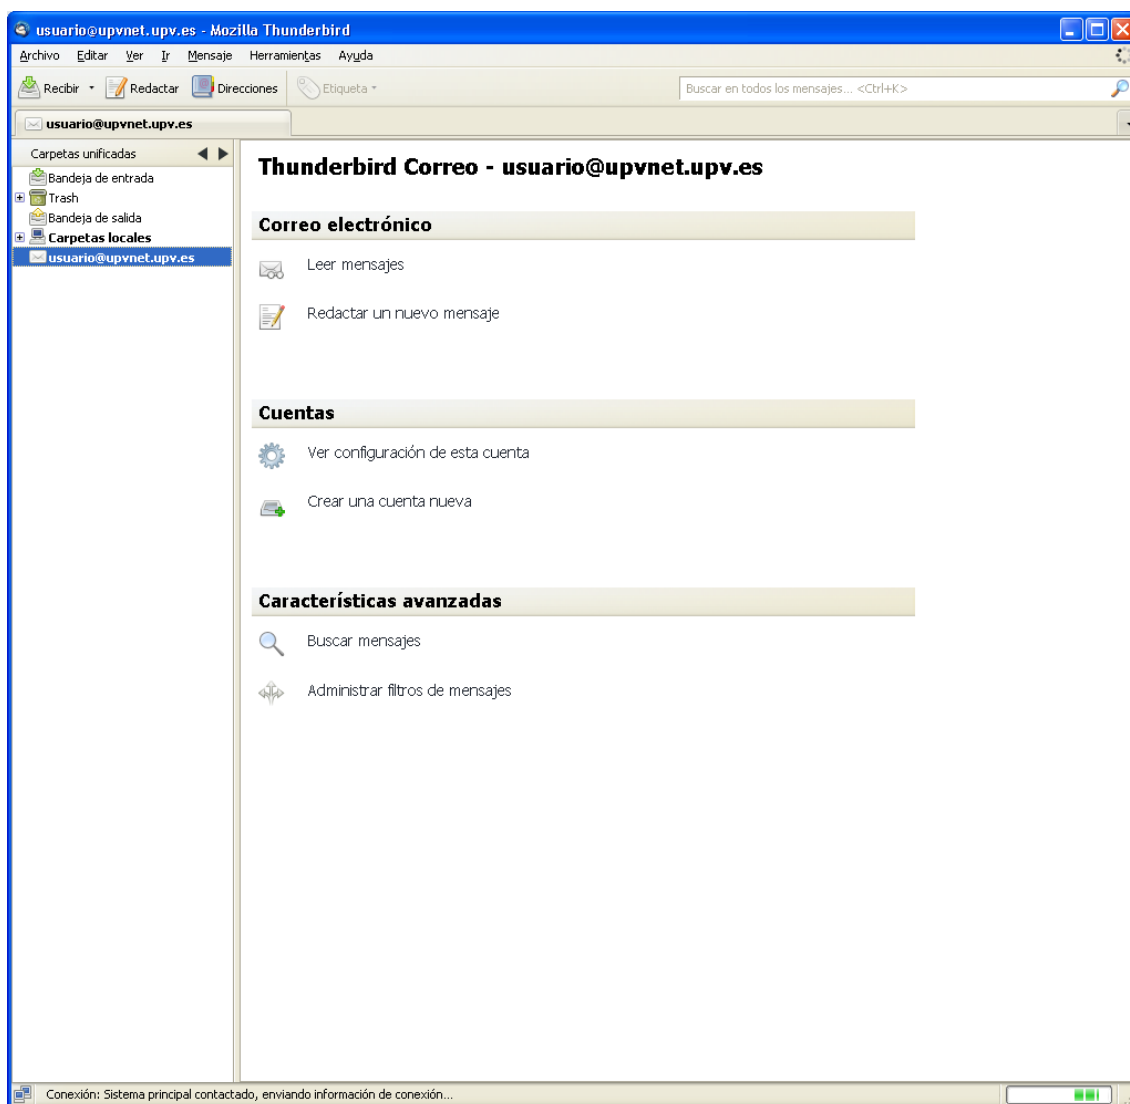 usuario@upvnet.upv.es - Mozilla Thunderbird
Archivo Editar Ver Ir Mensaje Herramientas Ayuda
Recibir Redactar Direcciones Etiqueta Buscar en todos los mensajes... <Ctrl+K>
usuario@upvnet.upv.es
Carpetas unificadas
Bandeja de entrada
Trash
Bandeja de salida
Carpetas locales
usuario@upvnet.upv.es
Thunderbird Correo - usuario@upvnet.upv.es
Correo electrónico
Leer mensajes
Redactar un nuevo mensaje
Cuentas
Ver configuración de esta cuenta
Crear una cuenta nueva
Características avanzadas
Buscar mensajes
Administrar filtros de mensajes
Conexión: Sistema principal contactado, enviando información de conexión...